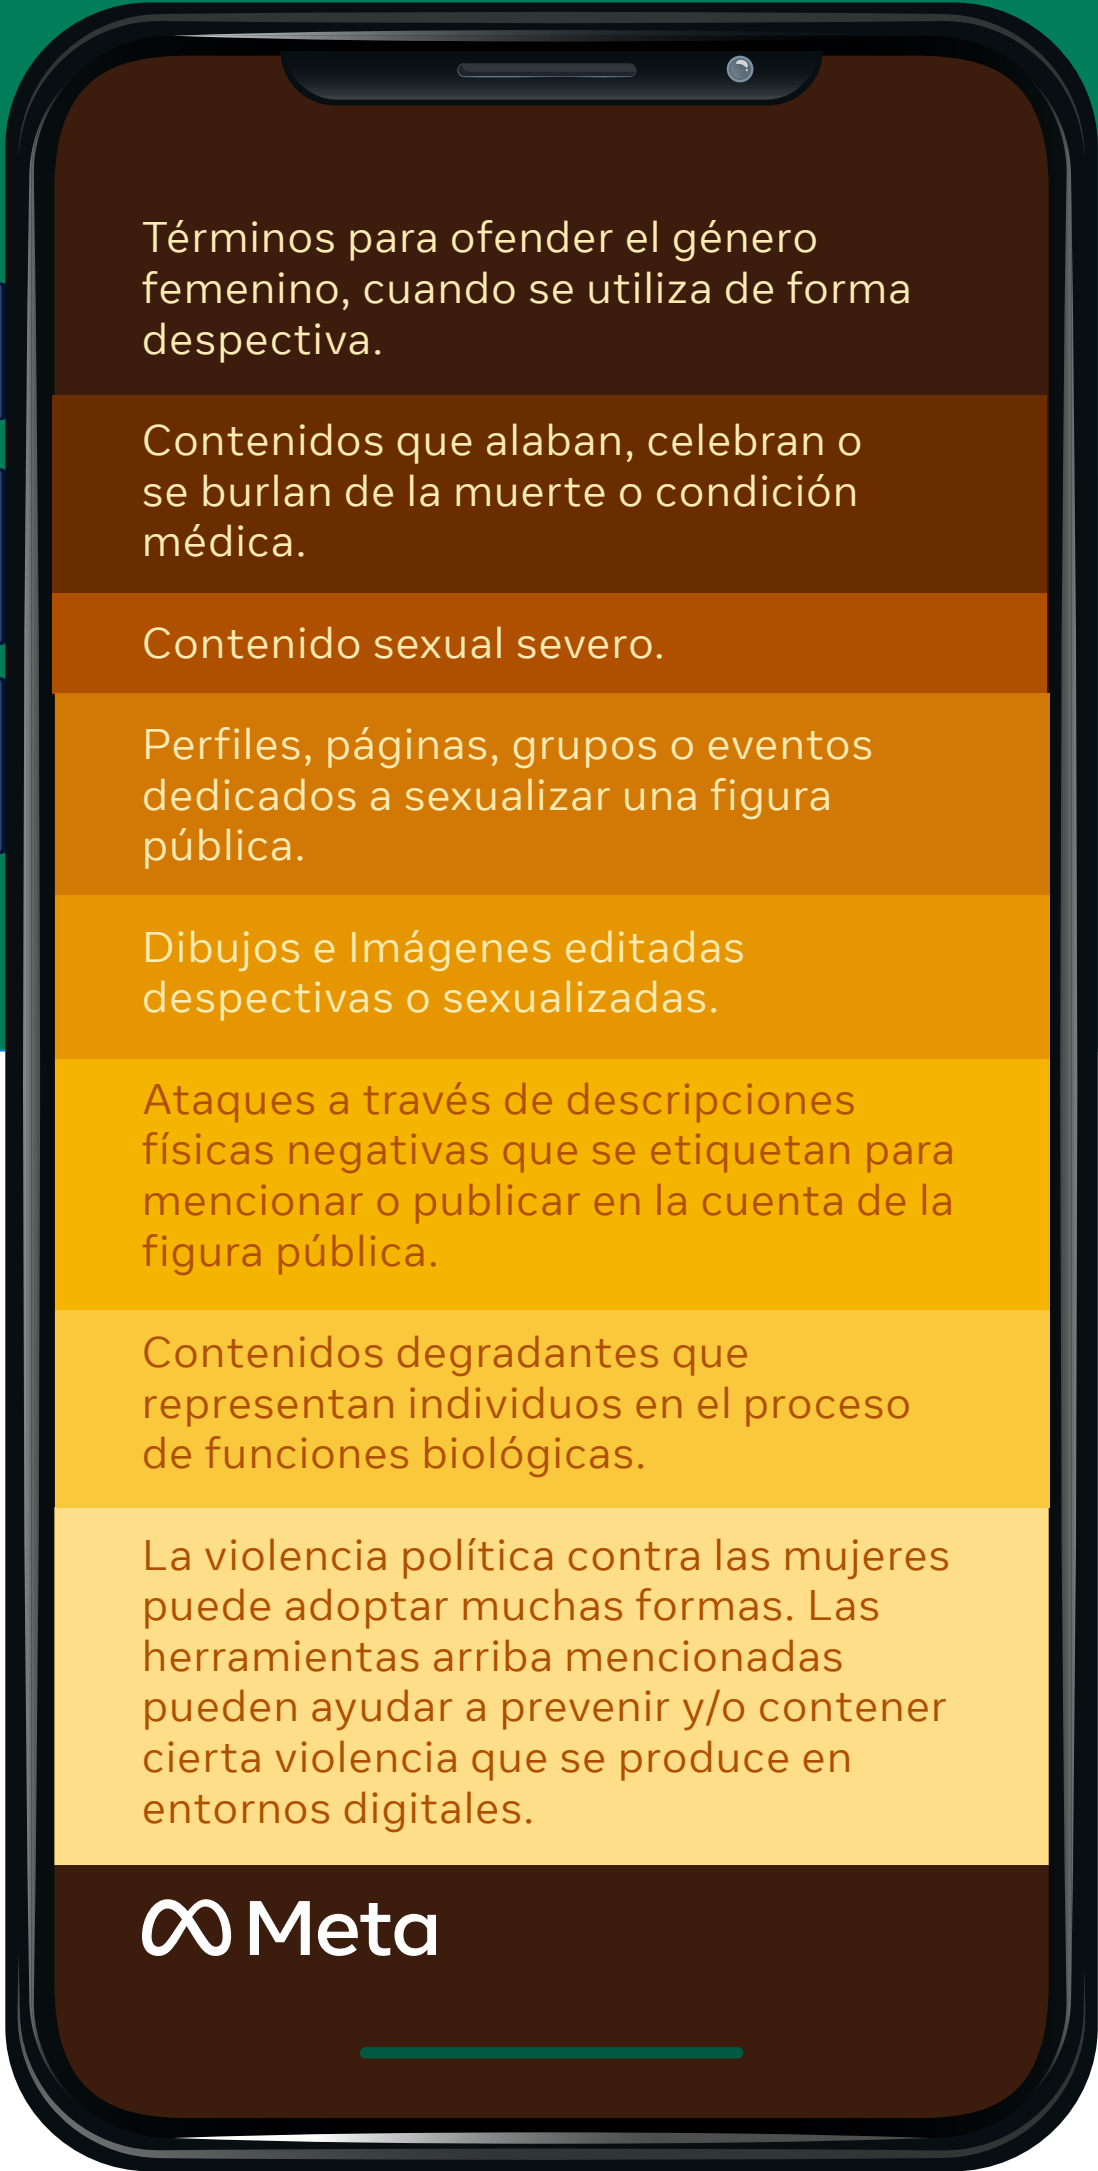 Términos para ofender el género
femenino, cuando se utiliza de forma
despectiva.
Contenidos que alaban, celebran o
se burlan de la muerte o condición
médica.
Contenido sexual severo.
Perfiles, páginas, grupos o eventos
dedicados a sexualizar una figura
pública.
Dibujos e Imágenes editadas
despectivas o sexualizadas.
Ataques a través de descripciones
físicas negativas que se etiquetan para
mencionar o publicar en la cuenta de la
figura pública.
Contenidos degradantes que
representan individuos en el proceso
de funciones biológicas.
La violencia política contra las mujeres
puede adoptar muchas formas. Las
herramientas arriba mencionadas
pueden ayudar a prevenir y/o contener
cierta violencia que se produce en
entornos digitales.
Meta